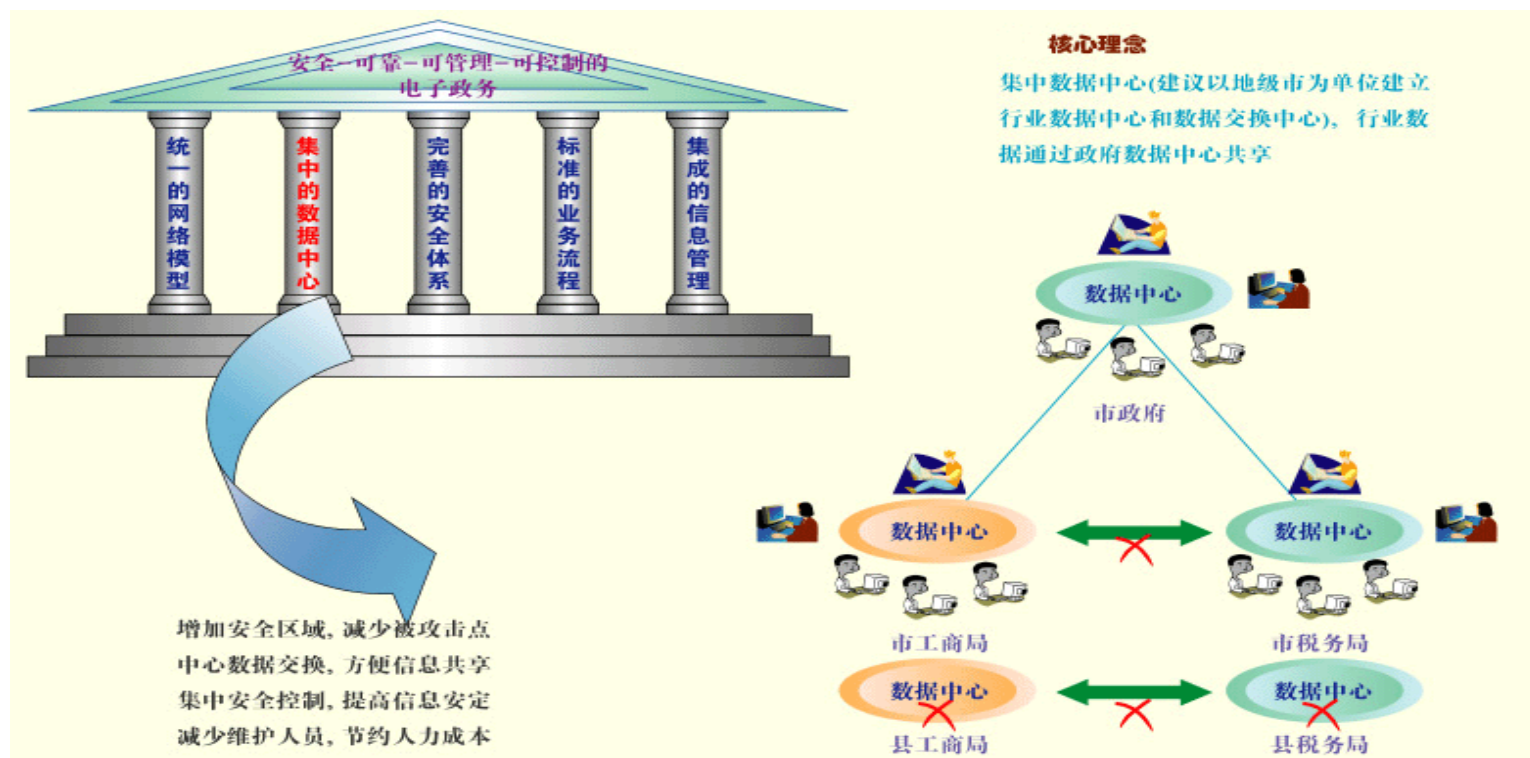 安全-可靠-可管理-可控制的
电子政务
统一的网络模型
集中的数据中心
完善的安全体系
标准的业务流程
集成的信息管理
增加安全区域, 减少被攻击点
中心数据交换, 方便信息共享
集中安全控制, 提高信息安定
减少维护人员, 节约人力成本
核心理念
集中数据中心(建议以地级市为单位建立
行业数据中心和数据交换中心), 行业数
据通过政府数据中心共享
数据中心
市政府
数据中心
数据中心
市工商局
市税务局
数据中心
数据中心
县工商局
县税务局